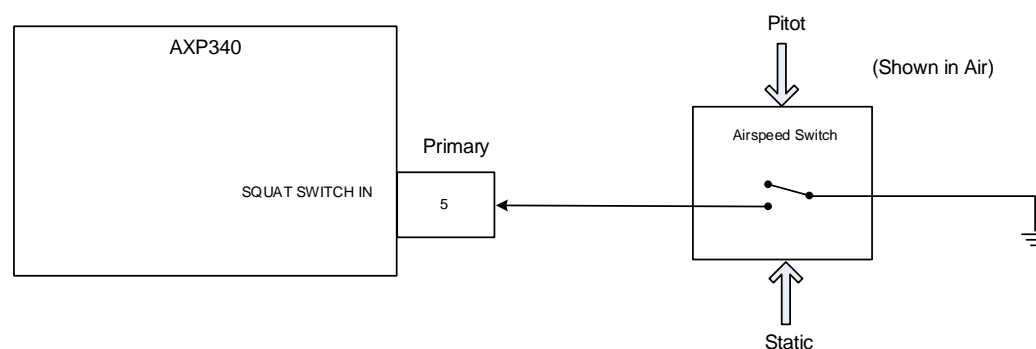 Pitot
AXP340
(Shown in Air)
Airspeed Switch
Primary
SQUAT SWITCH IN
5
Static